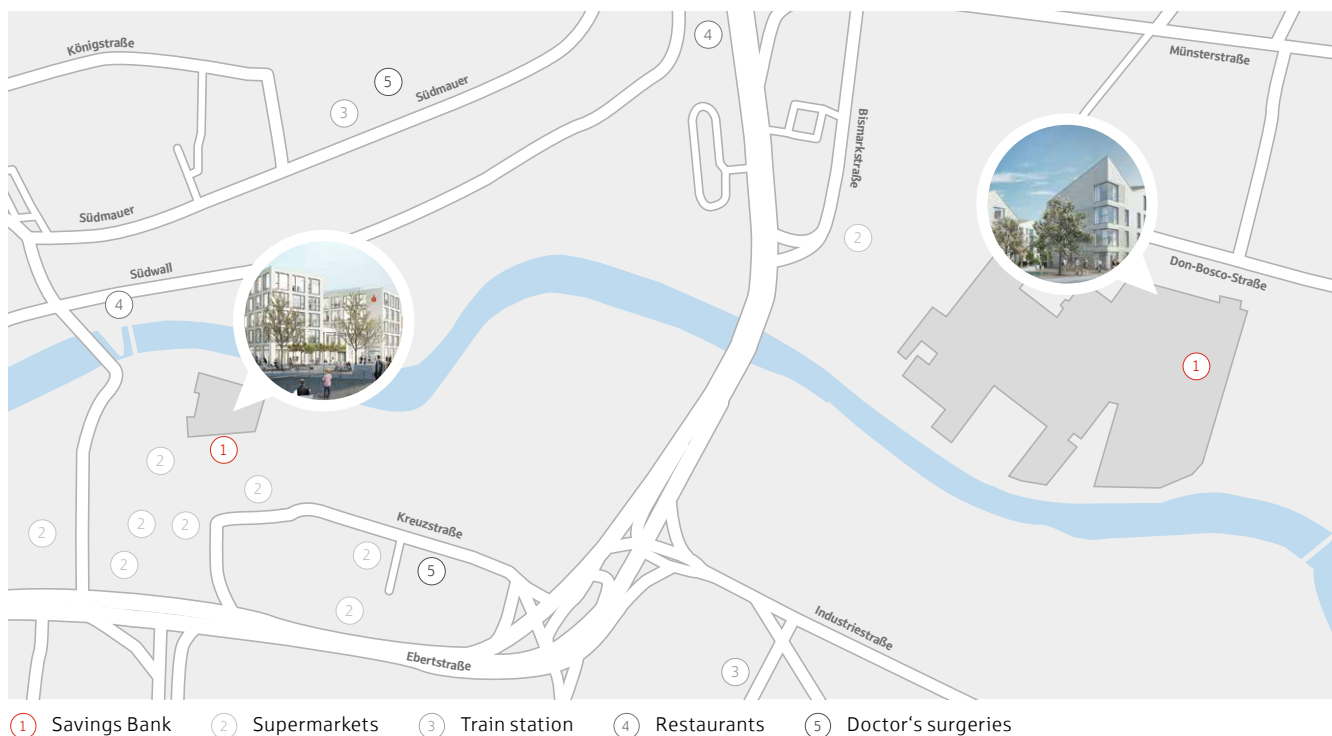 4
Königstraße
Münsterstraße
5
Südmauer
3
Bismarkstraße
Südmauer
2
Südwall
Don-Bosco-Straße
4
1
1
2
2
Kreuzstraße
2
2
2
2
2
5
2
Industriestraße
Ebertstraße
3
1 Savings Bank 2 Supermarkets 3 Train station 4 Restaurants 5 Doctor‘s surgeries